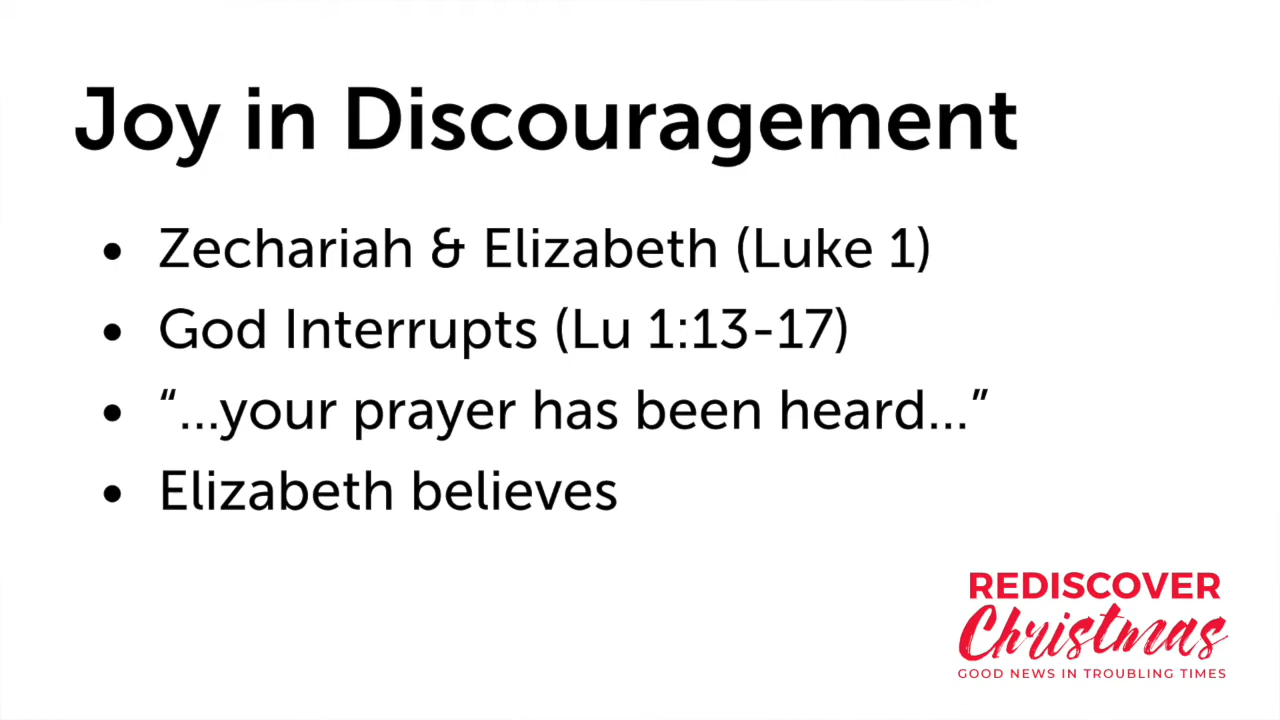 Joy in Discouragement
• Zechariah & Elizabeth (Luke 1)
• God Interrupts (Lu 1:13-17)
• “...your prayer has been heard...”
• Elizabeth believes
REDISCOVER
Christmas
GOOD NEWS IN TROUBLING TIMES